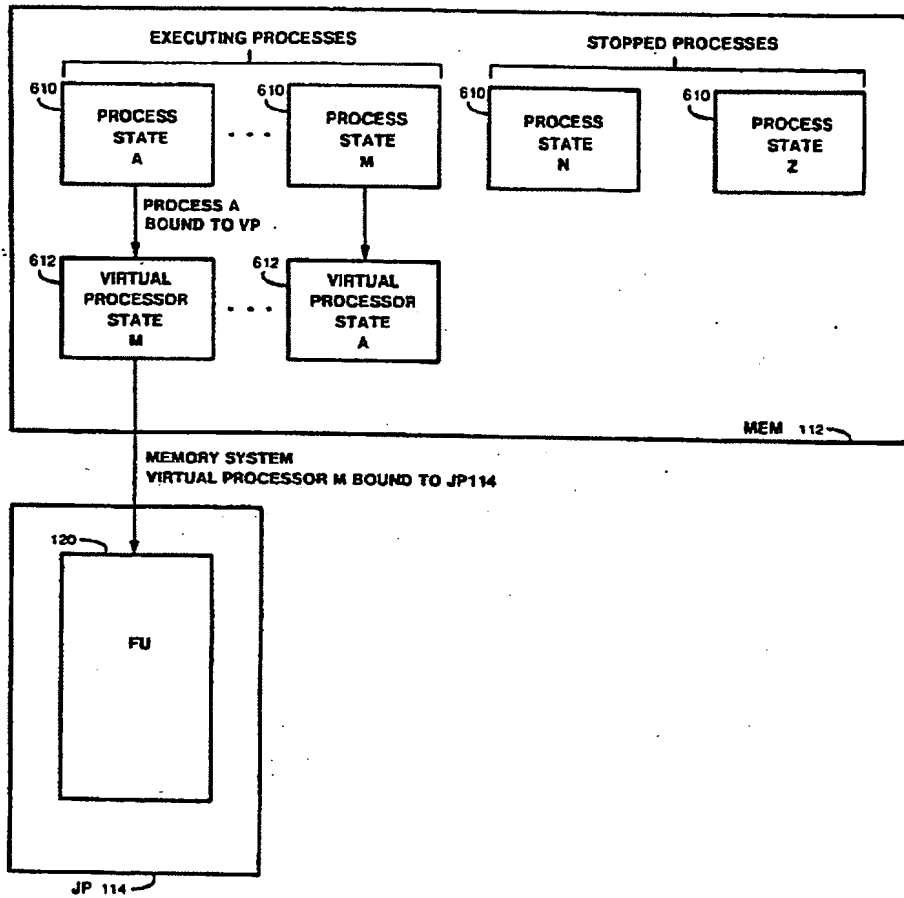 EXECUTING PROCESSES
STOPPED PROCESSES
610
PROCESS
STATE
A
610
PROCESS
STATE
M
610
PROCESS
STATE
N
610
PROCESS
STATE
Z
PROCESS A
BOUND TO VP
612
VIRTUAL
PROCESSOR
STATE
M
612
VIRTUAL
PROCESSOR
STATE
A
MEM 112
MEMORY SYSTEM
VIRTUAL PROCESSOR M BOUND TO JP114
120
FU
JP 114